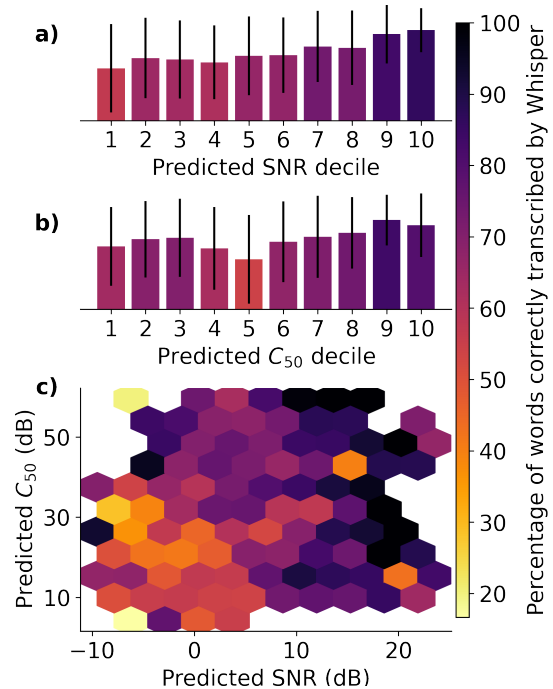 a)
1 2 3 4 5 6 7 8 9 10
Predicted SNR decile
b)
1 2 3 4 5 6 7 8 9 10
Predicted C50 decile
c)
50
30
10
Predicted C50 (dB)
−10 0 10 20
Predicted SNR (dB)
100
90
80
70
60
50
40
30
20
Percentage of words correctly transcribed by Whisper